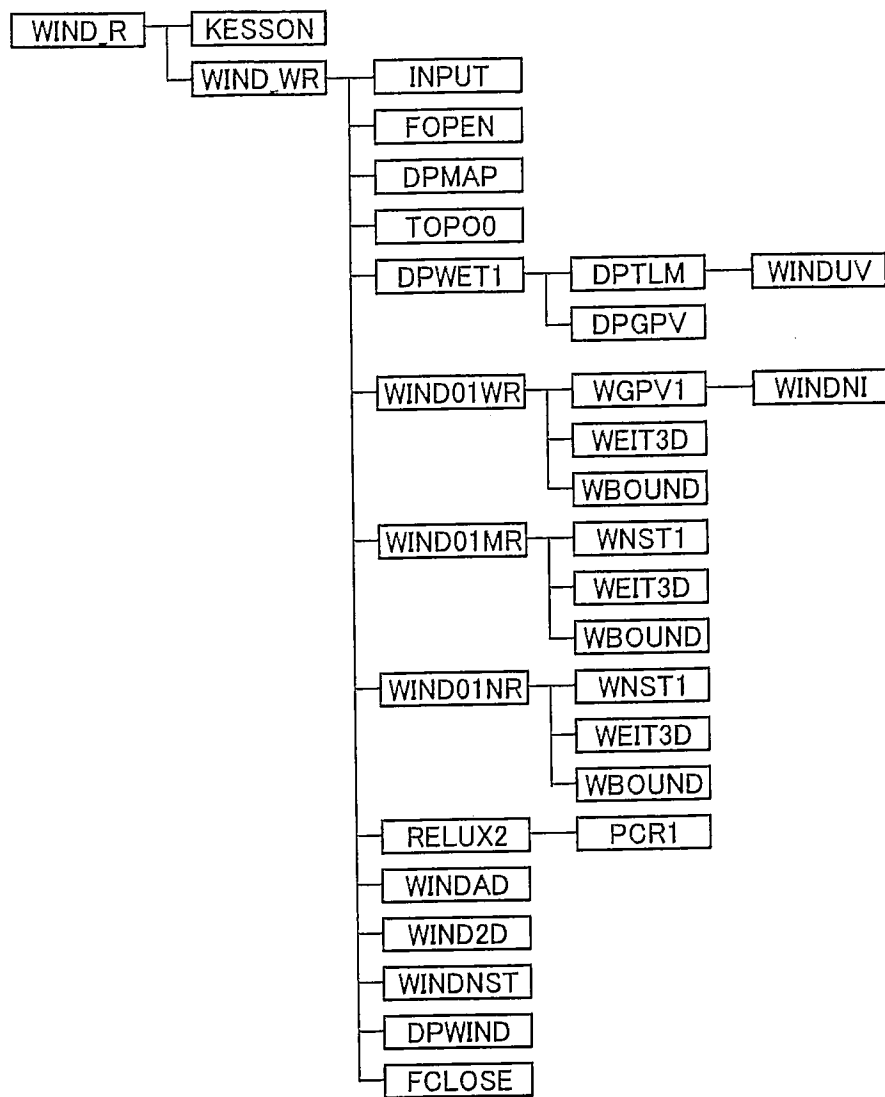 WIND_R KESSON
WIND_WR INPUT
FOPEN
DPMAP
TOPO0
DPWET1 DPTLM WINDUV
DPGPV
WIND01WR WGPV1 WINDNI
WEIT3D
WBOUND
WIND01MR WNST1
WEIT3D
WBOUND
WIND01NR WNST1
WEIT3D
WBOUND
RELUX2 PCR1
WINDAD
WIND2D
WINDNST
DPWIND
FCLOSE